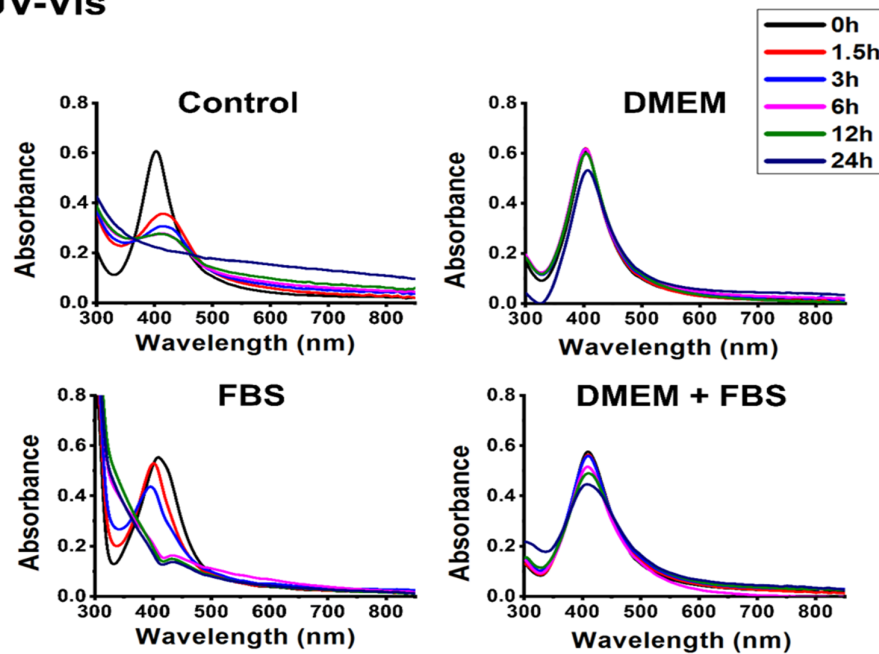 UV-Vis
0h
1.5h
3h
6h
12h
24h
Control
DMEM
0.8
0.6
0.4
0.2
0.0
Absorbance
300 400 500 600 700 800
Wavelength (nm)
0.8
0.6
0.4
0.2
0.0
Absorbance
300 400 500 600 700 800
Wavelength (nm)
FBS
DMEM + FBS
0.8
0.6
0.4
0.2
0.0
Absorbance
300 400 500 600 700 800
Wavelength (nm)
0.8
0.6
0.4
0.2
0.0
Absorbance
300 400 500 600 700 800
Wavelength (nm)